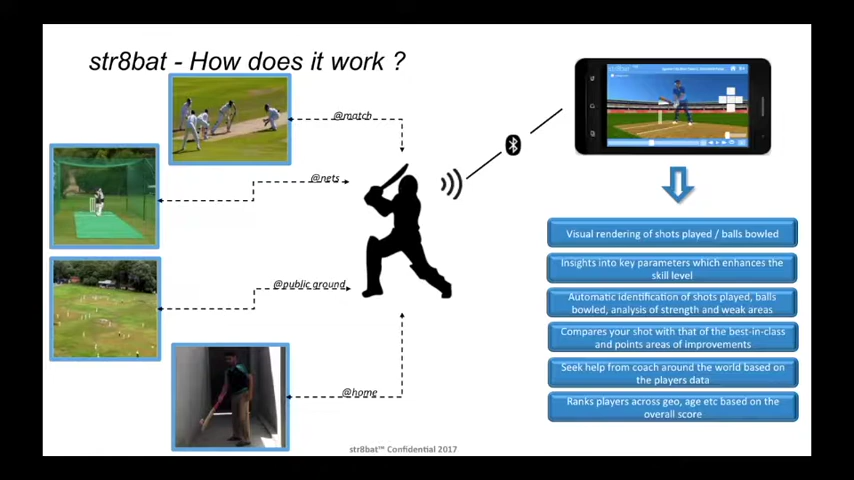 str8bat - How does it work ?
@match
@nets
@public ground
@home
Visual rendering of shots played / balls bowled
Insights into key parameters which enhances the
skill level
Automatic identification of shots played, balls
bowled, analysis of strength and weak areas
Compares your shot with that of the best-in-class
and points areas of improvements
Seek help from coach around the world based on
the players data
Ranks players across geo, age etc based on the
overall score
str8bat™ Confidential 2017